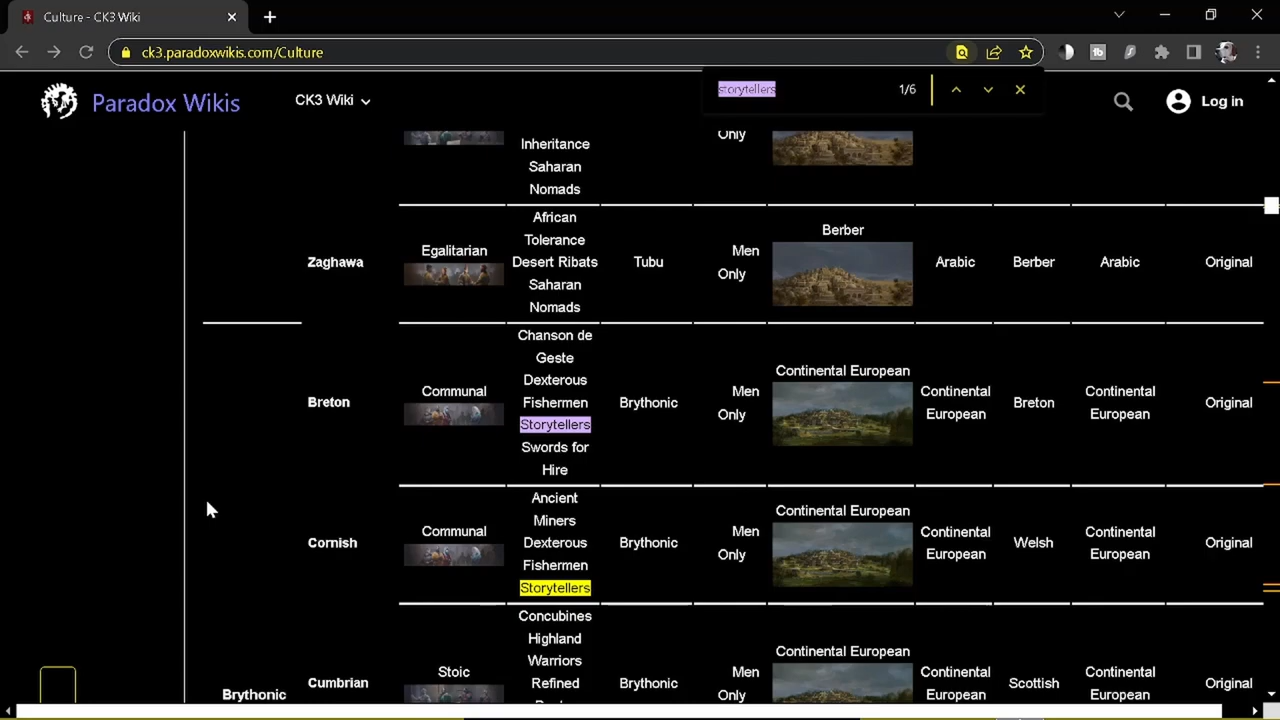 Culture - CK3 Wiki
ck3.paradoxwikis.com/Culture
storytellers
1/6
Paradox Wikis
CK3 Wiki
Log in
Inheritance
Saharan
Nomads
Only
Zaghawa
Egalitarian
African
Tolerance
Desert Ribats
Saharan
Nomads
Tubu
Men
Only
Berber
Arabic
Berber
Arabic
Original
Breton
Communal
Chanson de
Geste
Dexterous
Fishermen
Storytellers
Swords for
Hire
Brythonic
Men
Only
Continental European
Continental
European
Breton
Continental
European
Original
Cornish
Communal
Ancient
Miners
Dexterous
Fishermen
Storytellers
Brythonic
Men
Only
Continental European
Continental
European
Welsh
Continental
European
Original
Brythonic
Cumbrian
Stoic
Concubines
Highland
Warriors
Refined
Brythonic
Men
Only
Continental European
Continental
European
Scottish
Continental
European
Original